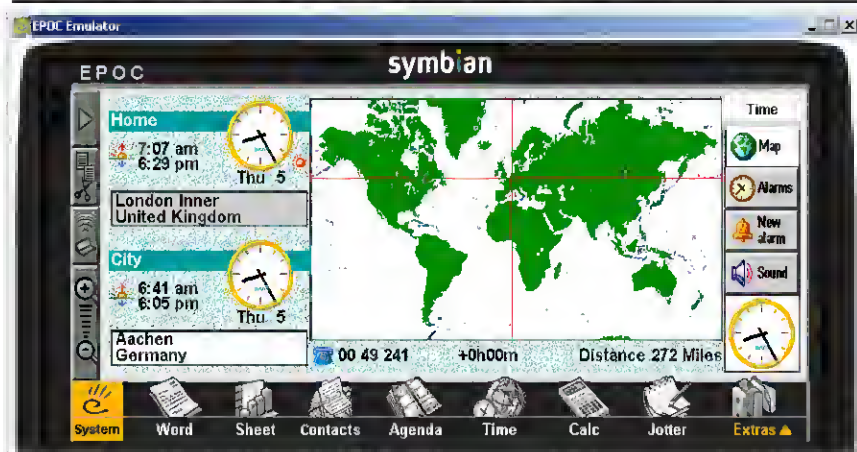 EPOC Emulator
EPOC
symbian
Home
7:07 am
6:29 pm
Thu 5
London Inner
United Kingdom
City
6:41 am
6:05 pm
Thu 5
Aachen
Germany
00 49 241 +0h00m Distance 272 Miles
Time
Map
Alarms
New
alarm
Sound
System Word Sheet Contacts Agenda Time Calc Jotter Extras